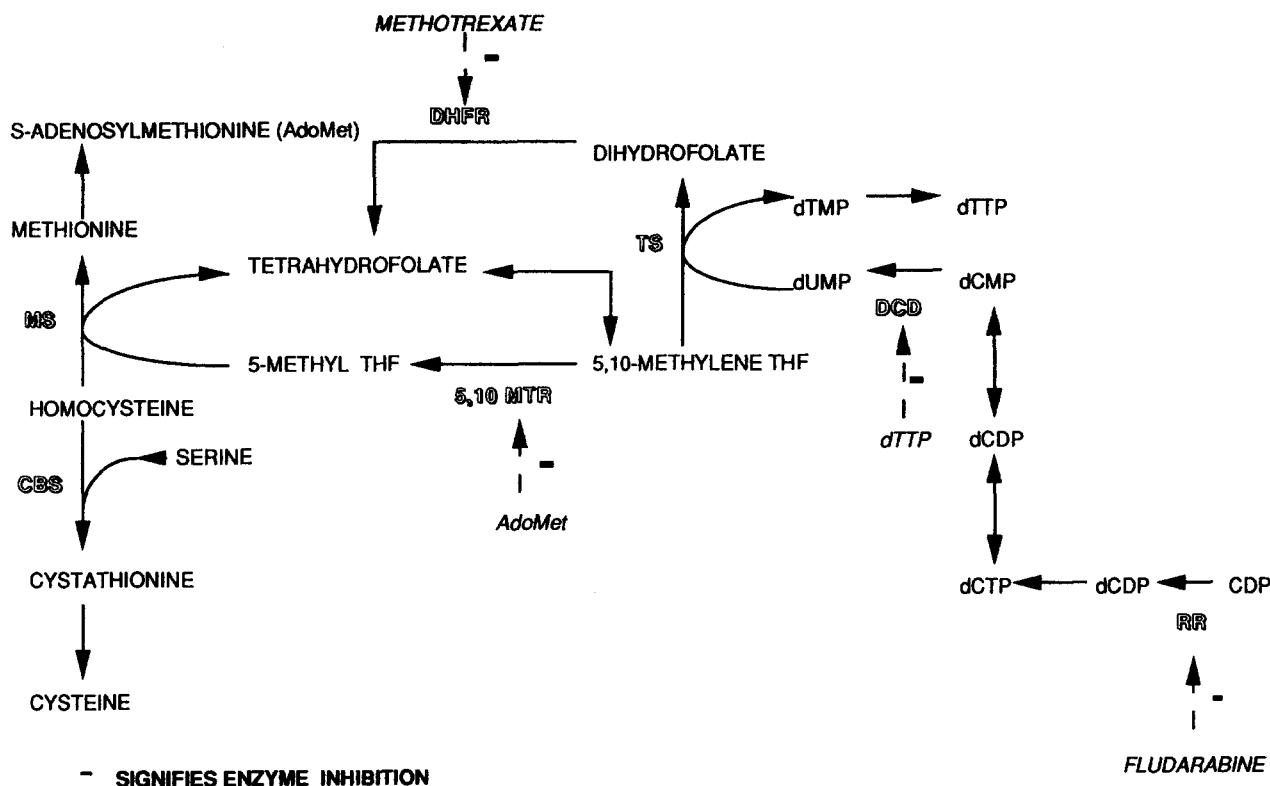 METHOTREXATE
-
DHFR
S-ADENOSYLMETHIONINE (AdoMet)
DIHYDROFOLATE
METHIONINE
dTMP
dTTP
TS
TETRAHYDROFOLATE
dUMP
dCMP
DCD
MS
5-METHYL THF
5,10-METHYLENE THF
5,10 MTR
-
HOMOCYSTEINE
dTTP
dCDP
SERINE
-
CBS
AdoMet
CYSTATHIONINE
dCTP
dCDP
CDP
RR
CYSTEINE
-
FLUDARABINE
- SIGNIFIES ENZYME INHIBITION